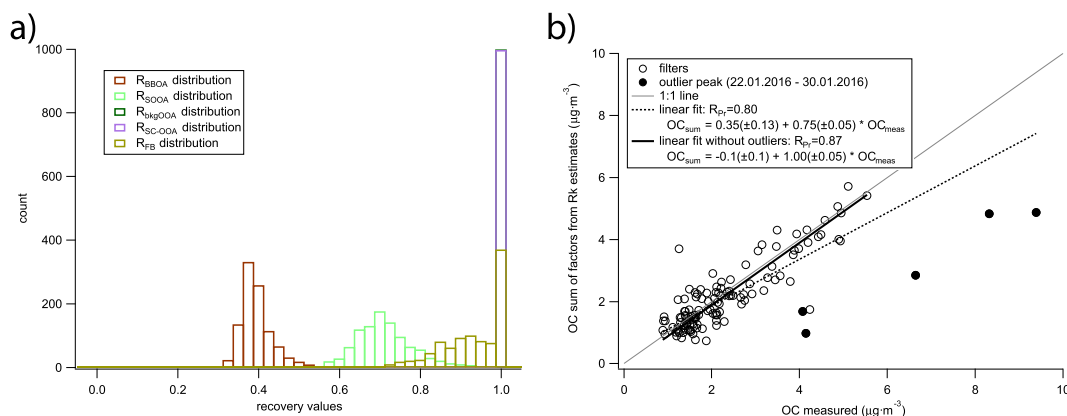 a)
1000
800
600
400
200
0
count
R_BBOA distribution
R_SOOA distribution
R_bkgOOA distribution
R_SC-OOA distribution
R_FB distribution
0.0 0.2 0.4 0.6 0.8 1.0
recovery values
b)
10
8
6
4
2
0
OC sum of factors from Rk estimates (µg·m⁻³)
filters
outlier peak (22.01.2016 - 30.01.2016)
1:1 line
linear fit: R_Pr=0.80
OC_sum = 0.35(±0.13) + 0.75(±0.05) * OC_meas
linear fit without outliers: R_Pr=0.87
OC_sum = -0.1(±0.1) + 1.00(±0.05) * OC_meas
0 2 4 6 8 10
OC measured (µg·m⁻³)